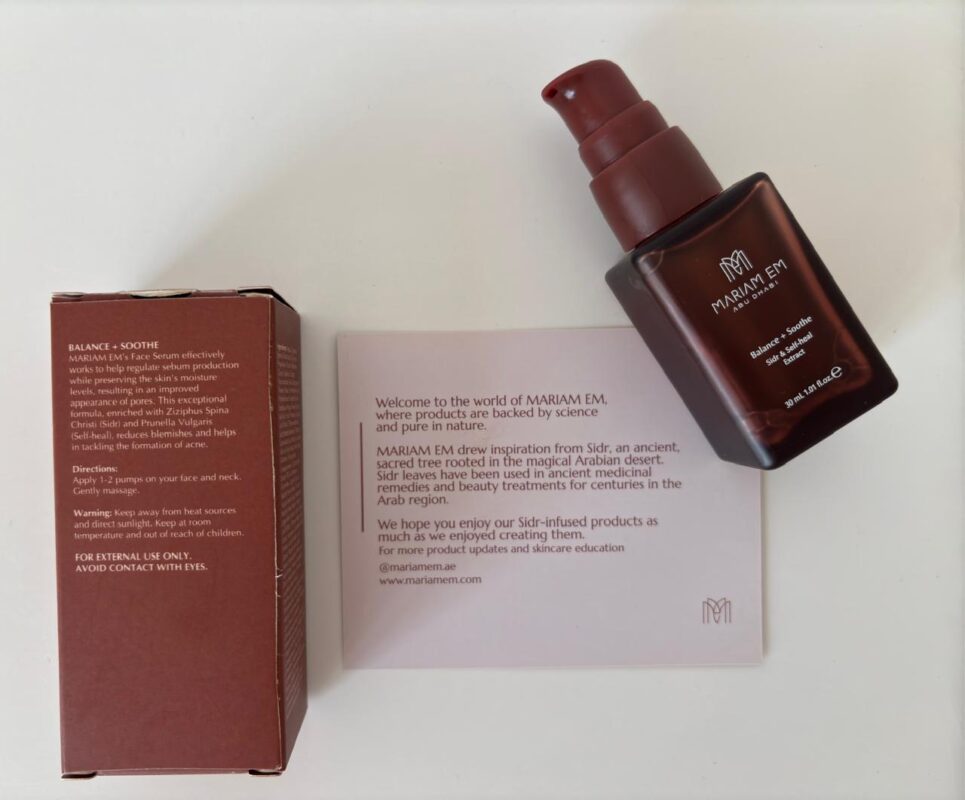 BALANCE + SOOTHE
MARIAM EM's Face Serum effectively
works to help regulate sebum production
while preserving the skin's moisture
levels, resulting in an improved
appearance of pores. This exceptional
formula, enriched with Ziziphus Spina
Christi (Sidr) and Prunella Vulgaris
(Self-heal), reduces blemishes and helps
in tackling the formation of acne.
Directions:
Apply 1-2 pumps on your face and neck.
Gently massage.
Warning: Keep away from heat sources
and direct sunlight. Keep at room
temperature and out of reach of children.
FOR EXTERNAL USE ONLY.
AVOID CONTACT WITH EYES.
Welcome to the world of MARIAM EM,
where products are backed by science
and pure in nature.
MARIAM EM drew inspiration from Sidr, an ancient,
sacred tree rooted in the magical Arabian desert.
Sidr leaves have been used in ancient medicinal
remedies and beauty treatments for centuries in the
Arab region.
We hope you enjoy our Sidr-infused products as
much as we enjoyed creating them.
For more product updates and skincare education
@mariamem.ae
www.mariamem.com
MARIAM EM
ABU DHABI
Balance + Soothe
Sidr & Self-heal
Extract
30 ml. 1.01 fl.oz. e